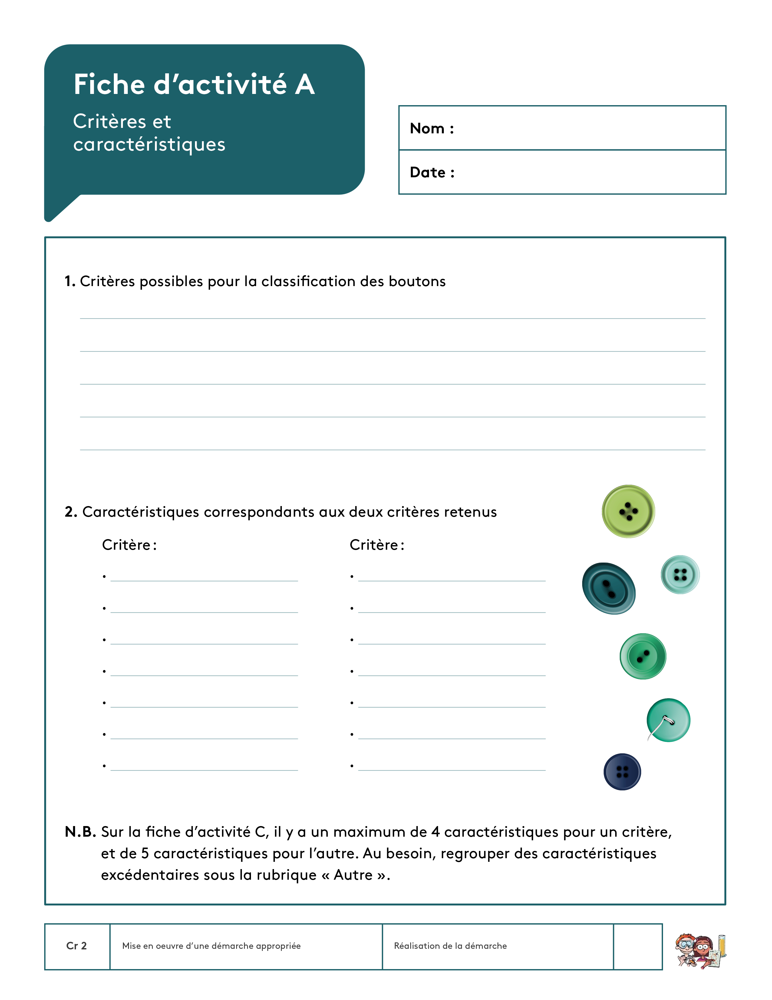 Fiche d’activité A
Critères et
caractéristiques
Nom :
Date :
1. Critères possibles pour la classification des boutons
2. Caractéristiques correspondants aux deux critères retenus
Critère :
Critère :
•
•
•
•
•
•
•
•
•
•
•
•
•
•
N.B. Sur la fiche d’activité C, il y a un maximum de 4 caractéristiques pour un critère,
et de 5 caractéristiques pour l’autre. Au besoin, regrouper des caractéristiques
excédentaires sous la rubrique « Autre ».
Cr 2
Mise en oeuvre d’une démarche appropriée
Réalisation de la démarche